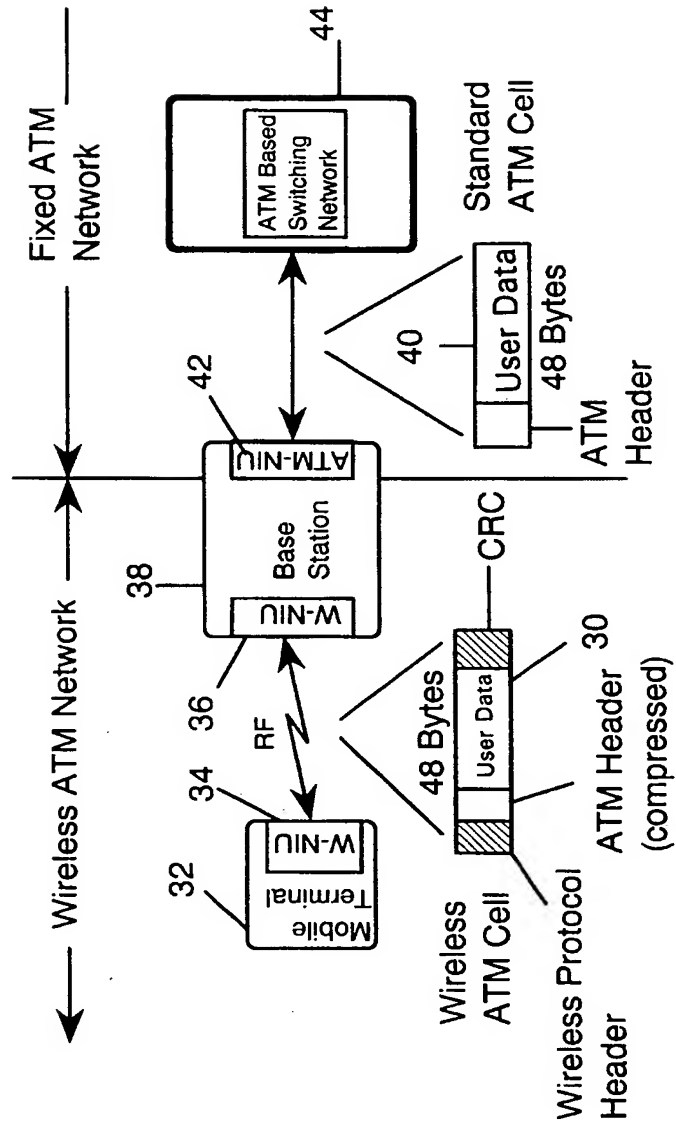 Wireless ATM Network
Fixed ATM
Network
32
34
36
38
42
44
Mobile
Terminal
W-NIU
RF
W-NIU
Base
Station
ATM-NIU
ATM Based
Switching
Network
Wireless
ATM Cell
48 Bytes
User Data
CRC
30
ATM Header
(compressed)
Wireless Protocol
Header
40
User Data
48 Bytes
ATM
Header
Standard
ATM Cell